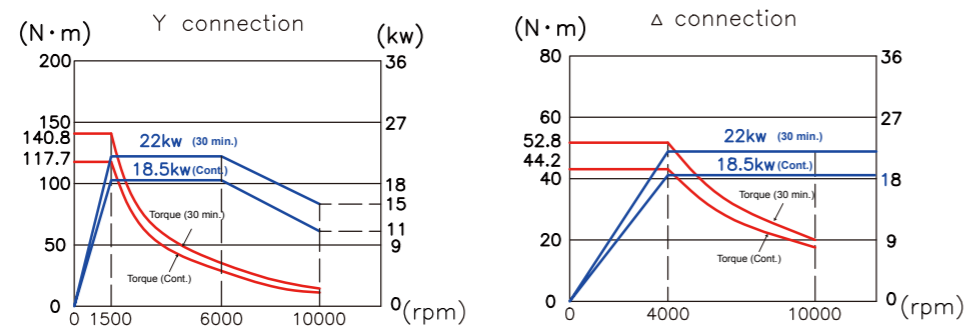 Y connection
(N·m)
(kw)
200
36
150
27
140.8
22kw (30 min.)
117.7
18.5kw (Cont.)
100
18
15
Torque (30 min.)
11
50
9
Torque (Cont.)
0
0
(rpm)
0 1500 6000 10000
Δ connection
(N·m)
80
36
60
27
52.8
22kw (30 min.)
44.2
18.5kw (Cont.)
40
18
Torque (30 min.)
20
9
Torque (Cont.)
0
0
(rpm)
0 4000 10000